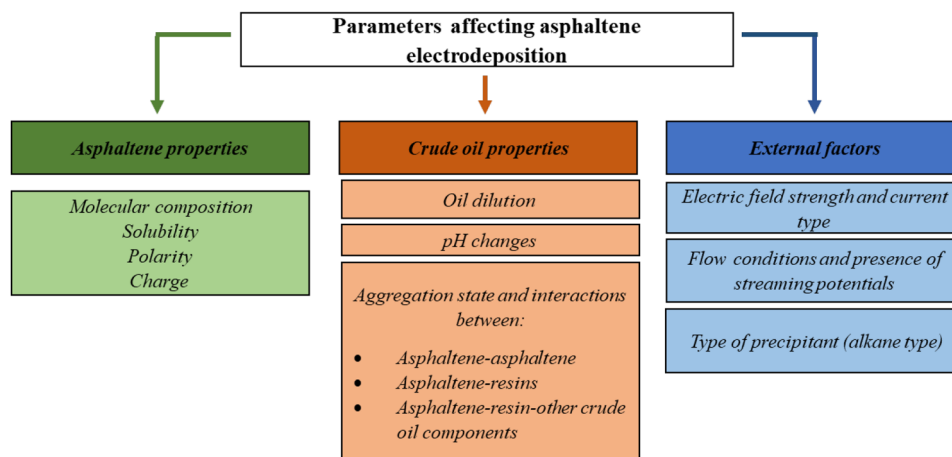 Parameters affecting asphaltene
electrodeposition
Asphaltene properties
Molecular composition
Solubility
Polarity
Charge
Crude oil properties
Oil dilution
pH changes
Aggregation state and interactions
between:
• Asphaltene-asphaltene
• Asphaltene-resins
• Asphaltene-resin-other crude
oil components
External factors
Electric field strength and current
type
Flow conditions and presence of
streaming potentials
Type of precipitant (alkane type)